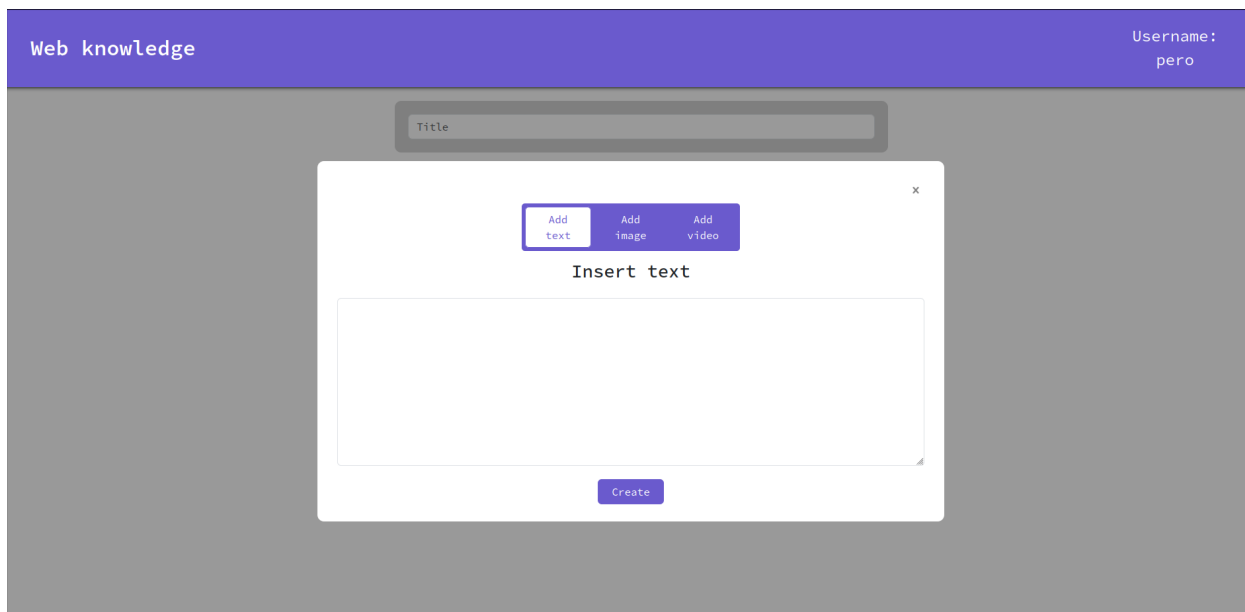 Web knowledge
Username:
pero
Title
×
Add
text
Add
image
Add
video
Insert text
Create